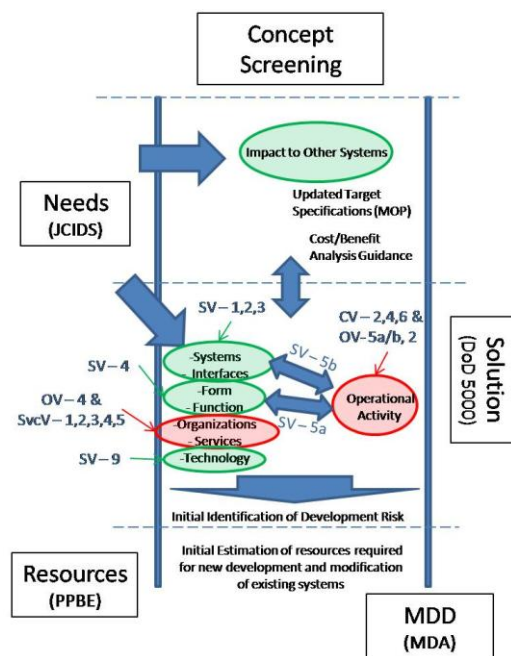 Concept
Screening
Impact to Other Systems
Updated Target
Specifications (MOP)
Needs
(JCIDS)
Cost/Benefit
Analysis Guidance
SV–1,2,3
CV–2,4,6 &
OV-5a/b, 2
SV–4
-Systems
- Interfaces
SV–5b
-Form
- Function
Operational
Activity
Solution
(DoD 5000)
OV–4 &
SvcV–1,2,3,4,5
-Organizations
- Services
SV–5a
SV–9
-Technology
Initial Identification of Development Risk
Initial Estimation of resources required
for new development and modification
of existing systems
Resources
(PPBE)
MDD
(MDA)